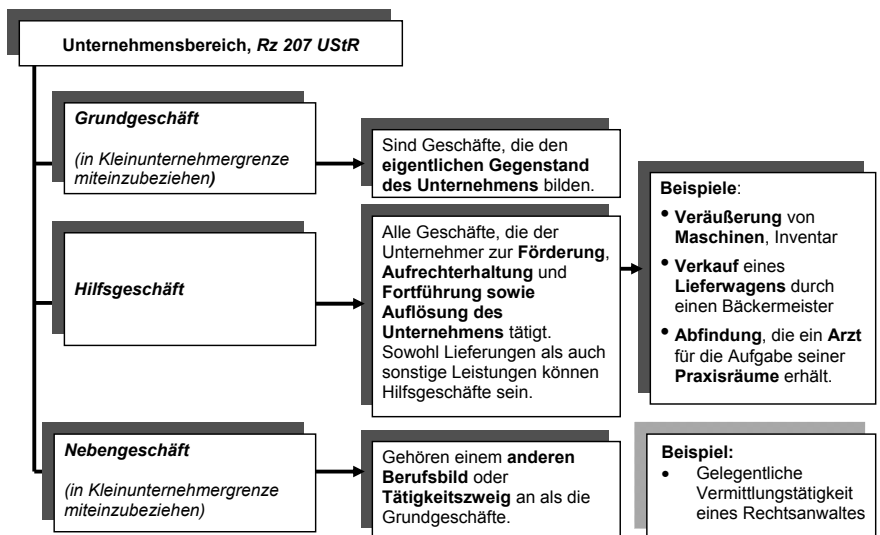 Unternehmensbereich, Rz 207 UStR
Grundgeschäft
(in Kleinunternehmergrenze
miteinzubeziehen)
Sind Geschäfte, die den
eigentlichen Gegenstand
des Unternehmens bilden.
Hilfsgeschäft
Alle Geschäfte, die der
Unternehmer zur Förderung,
Aufrechterhaltung und
Fortführung sowie
Auflösung des
Unternehmens tätigt.
Sowohl Lieferungen als auch
sonstige Leistungen können
Hilfsgeschäfte sein.
Beispiele:
• Veräußerung von
Maschinen, Inventar
• Verkauf eines
Lieferwagens durch
einen Bäckermeister
• Abfindung, die ein Arzt
für die Aufgabe seiner
Praxisräume erhält.
Nebengeschäft
(in Kleinunternehmergrenze
miteinzubeziehen)
Gehören einem anderen
Berufsbild oder
Tätigkeitszweig an als die
Grundgeschäfte.
Beispiel:
• Gelegentliche
Vermittlungstätigkeit
eines Rechtsanwaltes